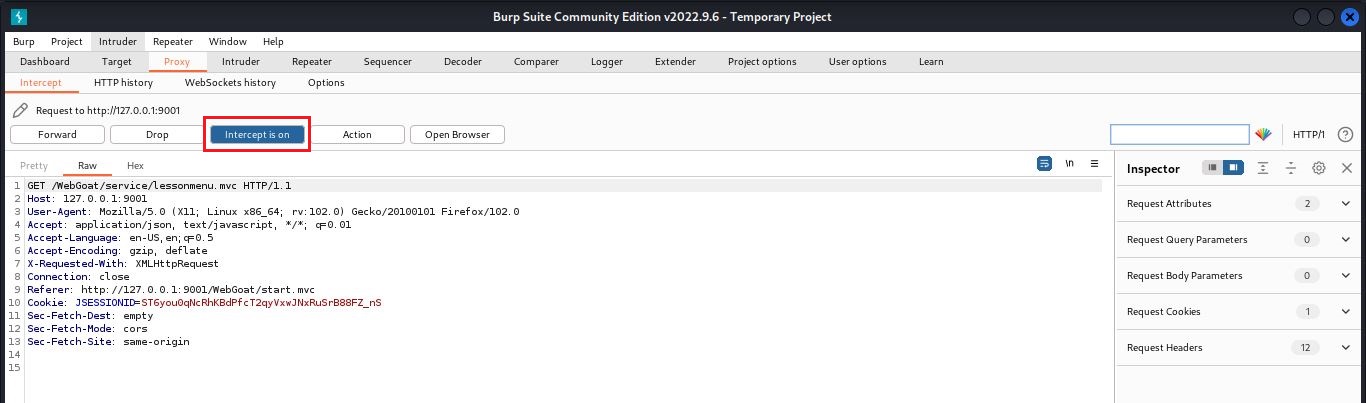 Burp Suite Community Edition v2022.9.6 - Temporary Project
Burp Project Intruder Repeater Window Help
Dashboard Target Proxy Intruder Repeater Sequencer Decoder Comparer Logger Extender Project options User options Learn
Intercept HTTP history WebSockets history Options
Request to http://127.0.0.1:9001
Forward Drop Intercept is on Action Open Browser HTTP/1 ?
Pretty Raw Hex \n
1 GET /WebGoat/service/lessonmenu.mvc HTTP/1.1
2 Host: 127.0.0.1:9001
3 User-Agent: Mozilla/5.0 (X11; Linux x86_64; rv:102.0) Gecko/20100101 Firefox/102.0
4 Accept: application/json, text/javascript, */*; q=0.01
5 Accept-Language: en-US,en;q=0.5
6 Accept-Encoding: gzip, deflate
7 X-Requested-With: XMLHttpRequest
8 Connection: close
9 Referer: http://127.0.0.1:9001/WebGoat/start.mvc
10 Cookie: JSESSIONID=ST6you0qNcRhKBdPfcT2qyVxwJNxRuSrB88FZ_nS
11 Sec-Fetch-Dest: empty
12 Sec-Fetch-Mode: cors
13 Sec-Fetch-Site: same-origin
14
15
Inspector
Request Attributes 2
Request Query Parameters 0
Request Body Parameters 0
Request Cookies 1
Request Headers 12